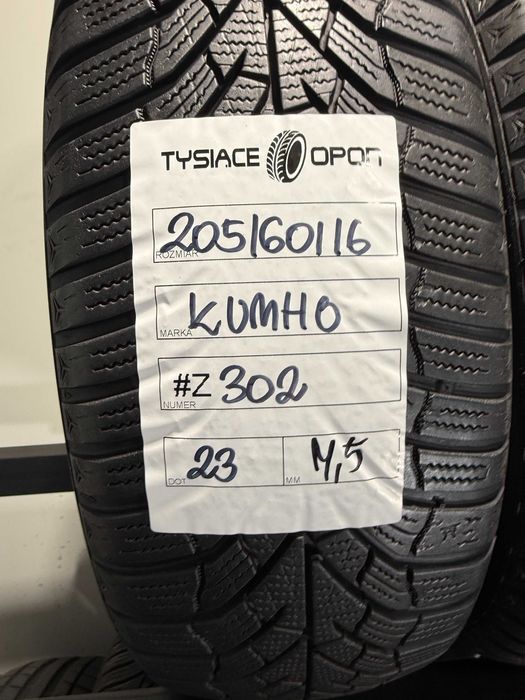 TYSIACE OPON
205/60/16
ROZMIAR
KUMHO
MARKA
#Z 302
NUMER
23 4,5
DOT MM